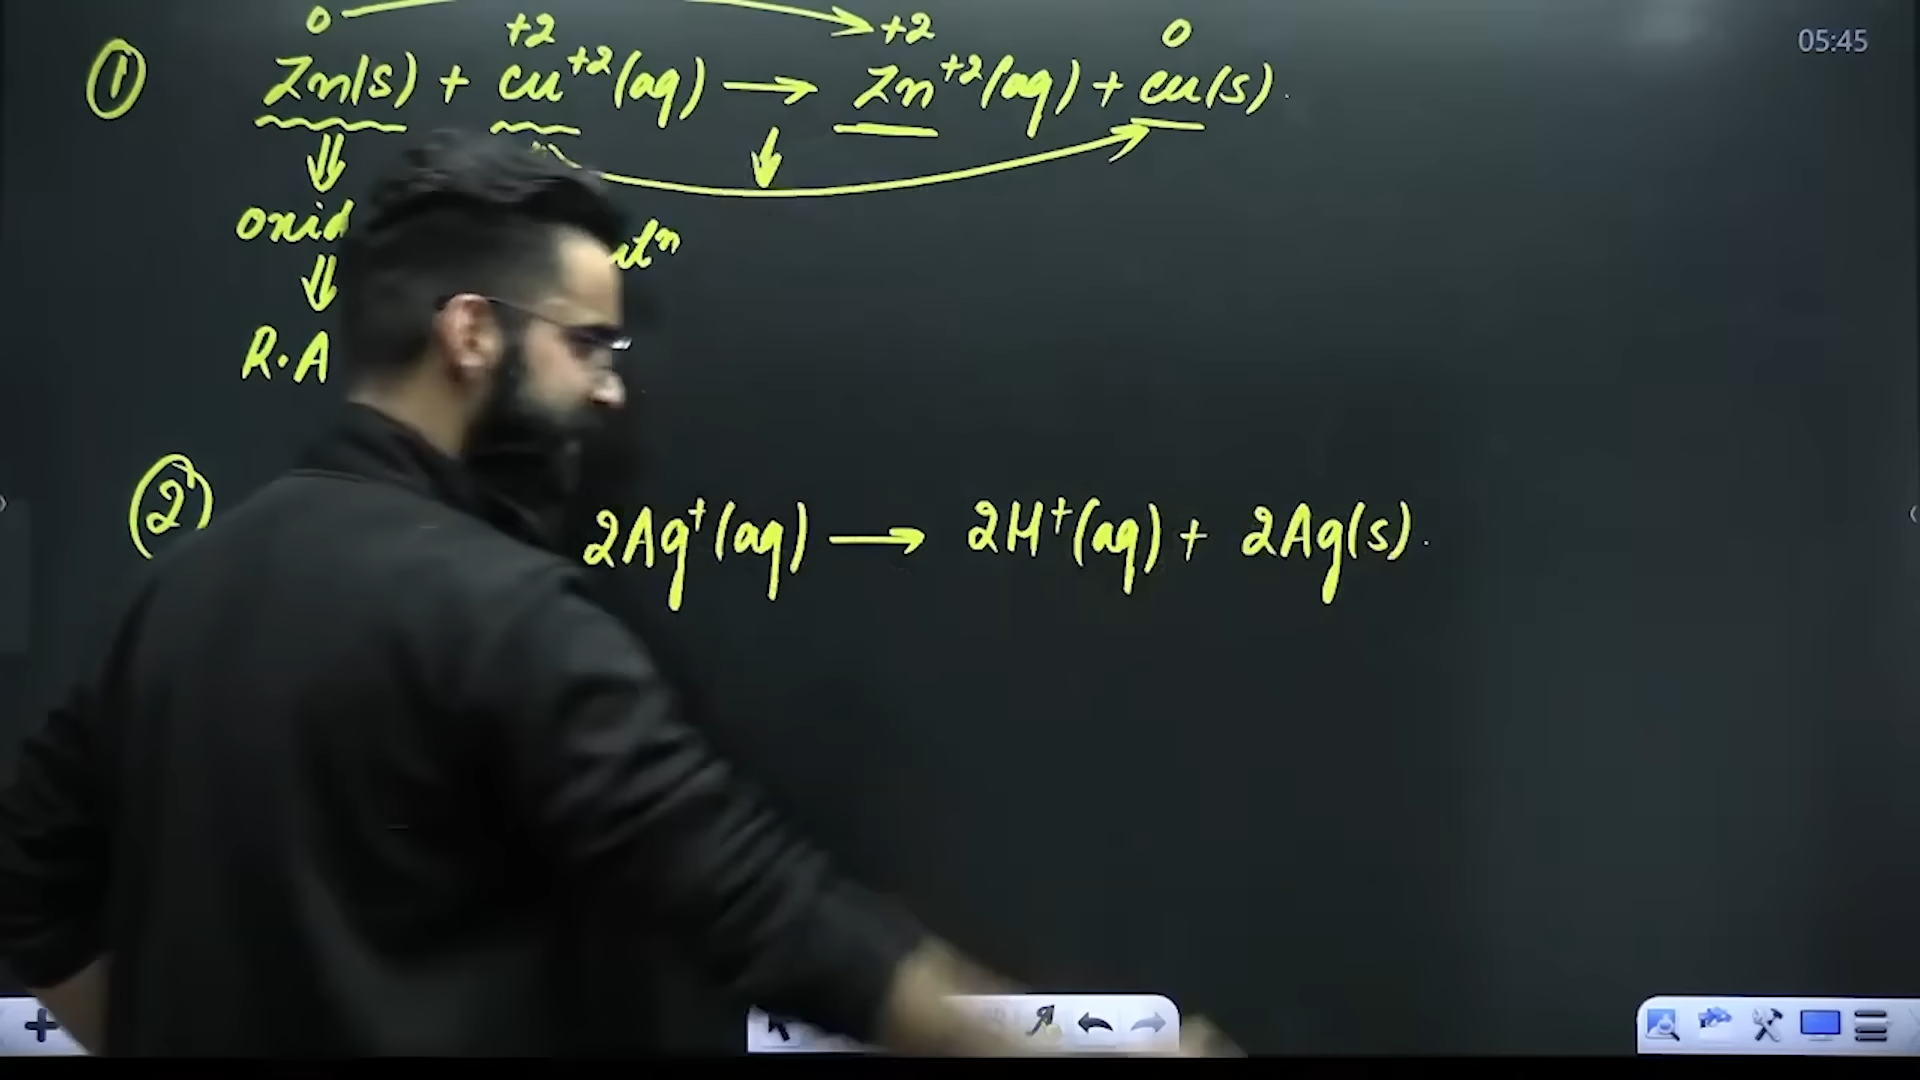 05:45
0 +2 +2 0
① Zn(s) + cu⁺²(aq) → Zn⁺²(aq) + cu(s)
R.A
② 2Ag⁺(aq) → 2H⁺(aq) + 2Ag(s)